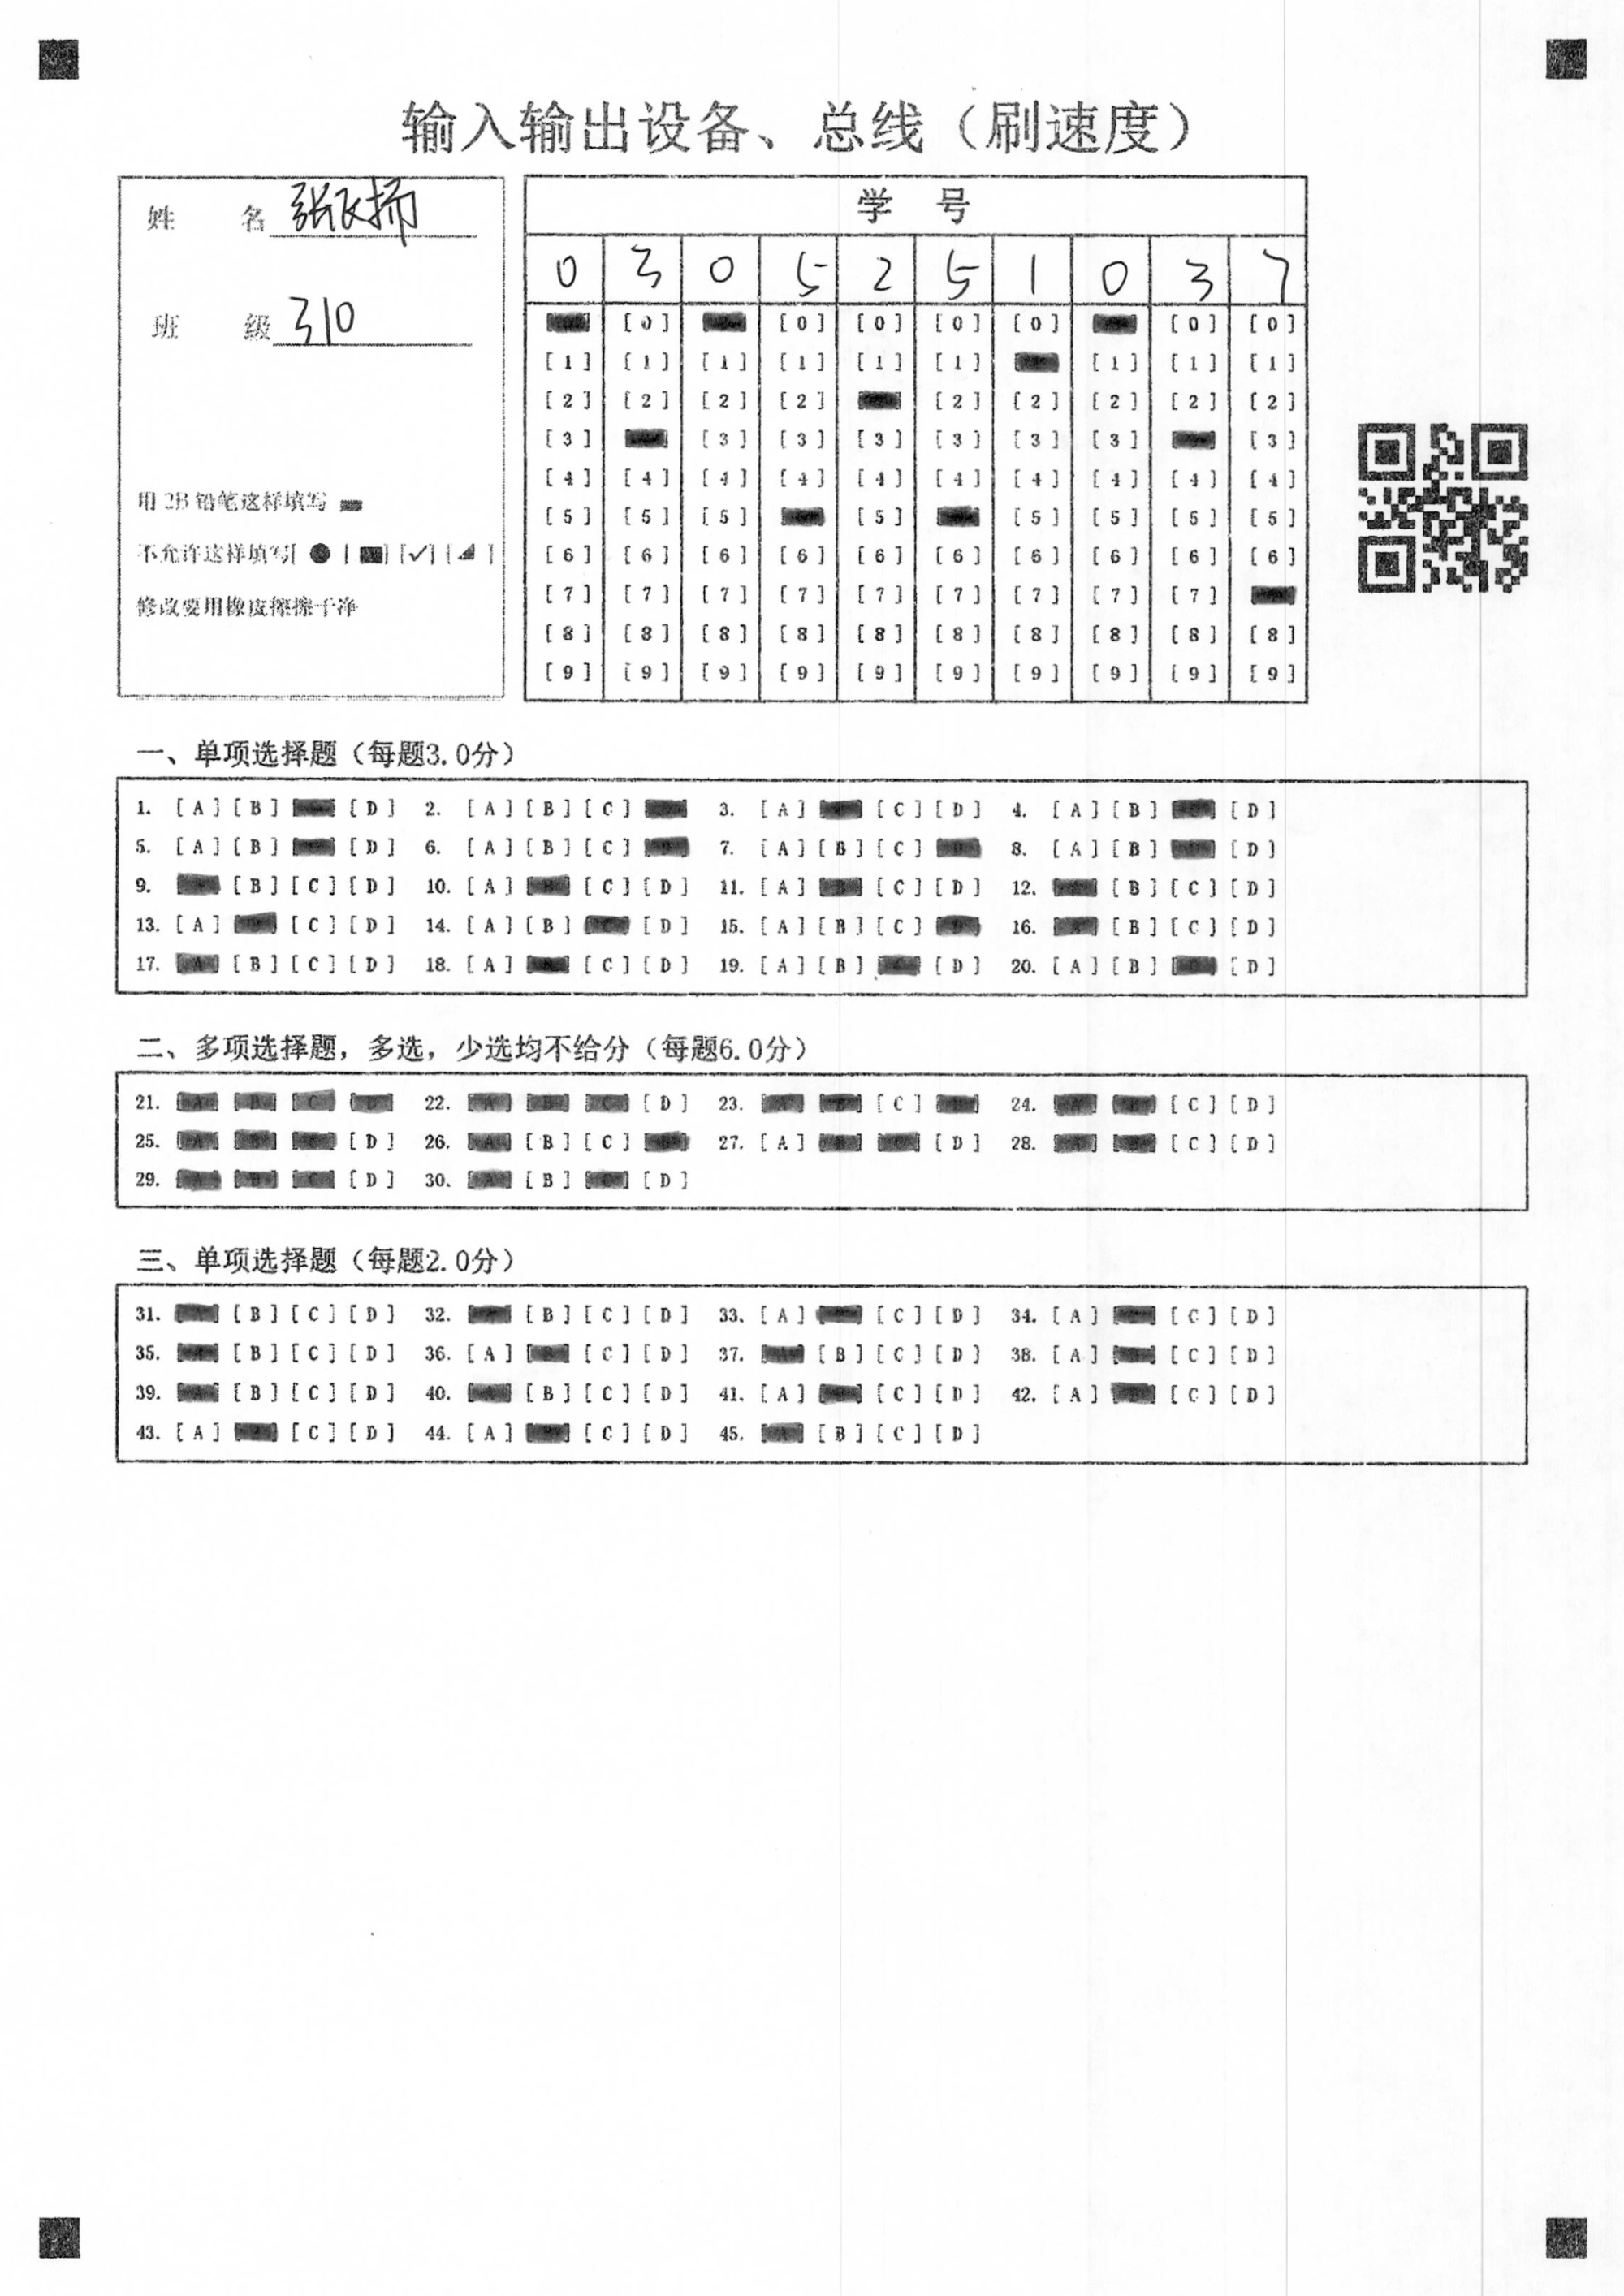 输入输出设备、总线（刷速度）
姓 名 张飞扬
班 级 310
用 2B 铅笔这样填写
不允许这样填写[ ● ] [■] [✓] [◢ ]
修改要用橡皮擦擦干净
学 号
0 3 0 5 2 5 1 0 3 7
[0] [0] [0] [0] [0] [0] [0]
[1] [1] [1] [1] [1] [1] [1] [1] [1]
[2] [2] [2] [2] [2] [2] [2] [2] [2]
[3] [3] [3] [3] [3] [3] [3] [3]
[4] [4] [4] [4] [4] [4] [4] [4] [4] [4]
[5] [5] [5] [5] [5] [5] [5] [5]
[6] [6] [6] [6] [6] [6] [6] [6] [6] [6]
[7] [7] [7] [7] [7] [7] [7] [7] [7]
[8] [8] [8] [8] [8] [8] [8] [8] [8] [8]
[9] [9] [9] [9] [9] [9] [9] [9] [9] [9]
一、单项选择题（每题3.0分）
1. [A] [B] [D] 2. [A] [B] [C] 3. [A] [C] [D] 4. [A] [B] [D]
5. [A] [B] [D] 6. [A] [B] [C] 7. [A] [B] [C] 8. [A] [B] [D]
9. [B] [C] [D] 10. [A] [C] [D] 11. [A] [C] [D] 12. [B] [C] [D]
13. [A] [C] [D] 14. [A] [B] [D] 15. [A] [B] [C] 16. [B] [C] [D]
17. [B] [C] [D] 18. [A] [C] [D] 19. [A] [B] [D] 20. [A] [B] [D]
二、多项选择题，多选，少选均不给分（每题6.0分）
21. [A] [B] [C] [D] 22. [A] [B] [C] [D] 23. [A] [B] [C] [D] 24. [A] [B] [C] [D]
25. [A] [B] [C] [D] 26. [A] [B] [C] [D] 27. [A] [B] [C] [D] 28. [A] [B] [C] [D]
29. [A] [B] [C] [D] 30. [A] [B] [C] [D]
三、单项选择题（每题2.0分）
31. [B] [C] [D] 32. [B] [C] [D] 33. [A] [C] [D] 34. [A] [C] [D]
35. [B] [C] [D] 36. [A] [C] [D] 37. [B] [C] [D] 38. [A] [C] [D]
39. [B] [C] [D] 40. [B] [C] [D] 41. [A] [C] [D] 42. [A] [C] [D]
43. [A] [C] [D] 44. [A] [C] [D] 45. [B] [C] [D]